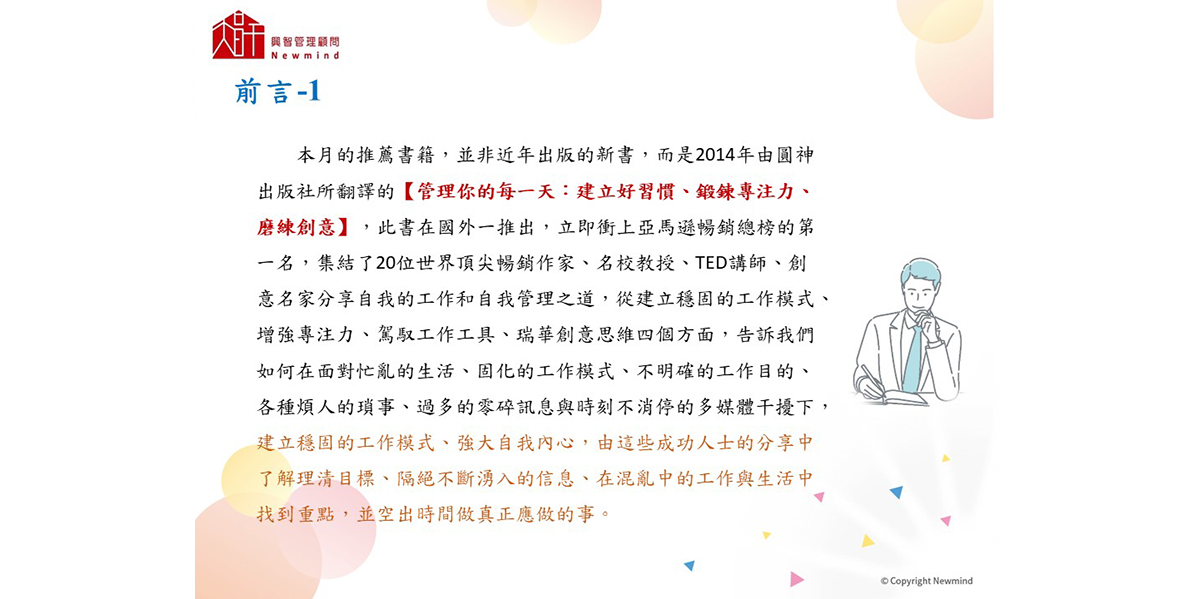 興智管理顧問
Newmind
前言-1
本月的推薦書籍，並非近年出版的新書，而是2014年由圓神
出版社所翻譯的【管理你的每一天：建立好習慣、鍛鍊專注力、
磨練創意】，此書在國外一推出，立即衝上亞馬遜暢銷總榜的第
一名，集結了20位世界頂尖暢銷作家、名校教授、TED講師、創
意名家分享自我的工作和自我管理之道，從建立穩固的工作模式、
增強專注力、駕馭工作工具、瑞華創意思維四個方面，告訴我們
如何在面對忙亂的生活、固化的工作模式、不明確的工作目的、
各種煩人的瑣事、過多的零碎訊息與時刻不消停的多媒體干擾下，
建立穩固的工作模式、強大自我內心，由這些成功人士的分享中
了解理清目標、隔絕不斷湧入的信息、在混亂中的工作與生活中
找到重點，並空出時間做真正應做的事。
© Copyright Newmind